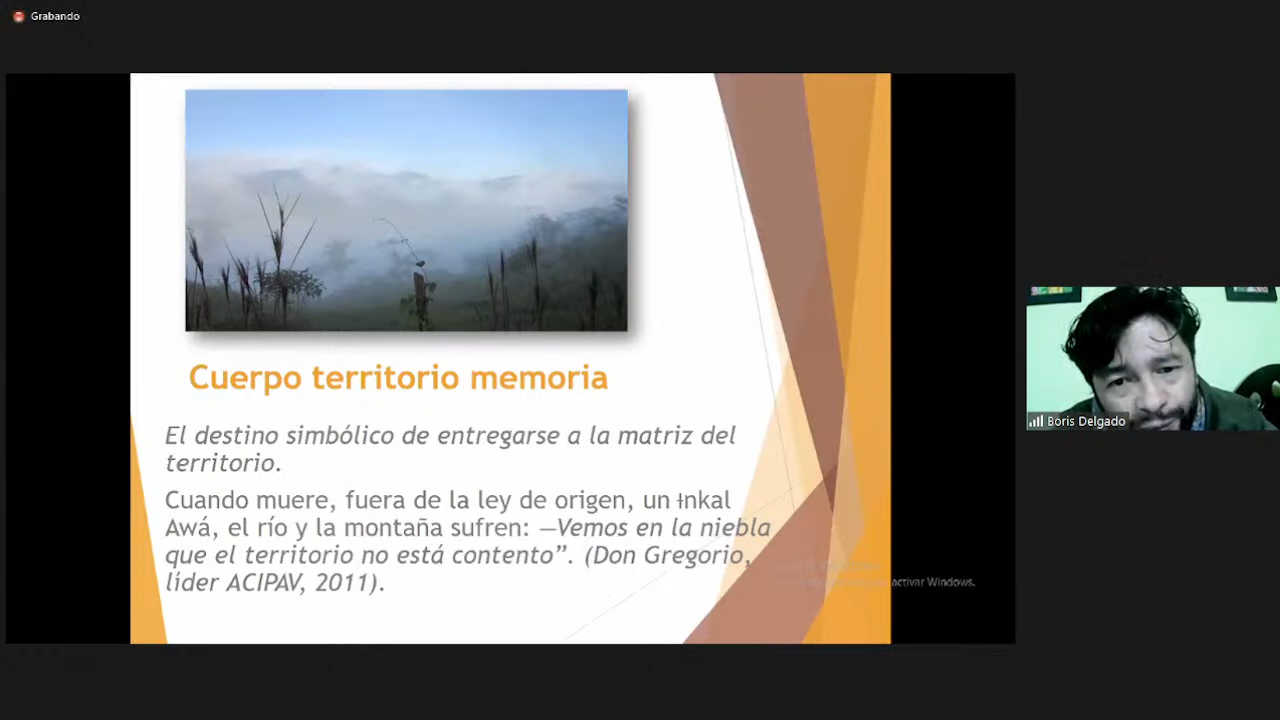 Grabando
Cuerpo territorio memoria
El destino simbólico de entregarse a la matriz del
territorio.
Cuando muere, fuera de la ley de origen, un ɨnkal
Awá, el río y la montaña sufren: —Vemos en la niebla
que el territorio no está contento”. (Don Gregorio,
líder ACIPAV, 2011).
activar Windows.
Boris Delgado